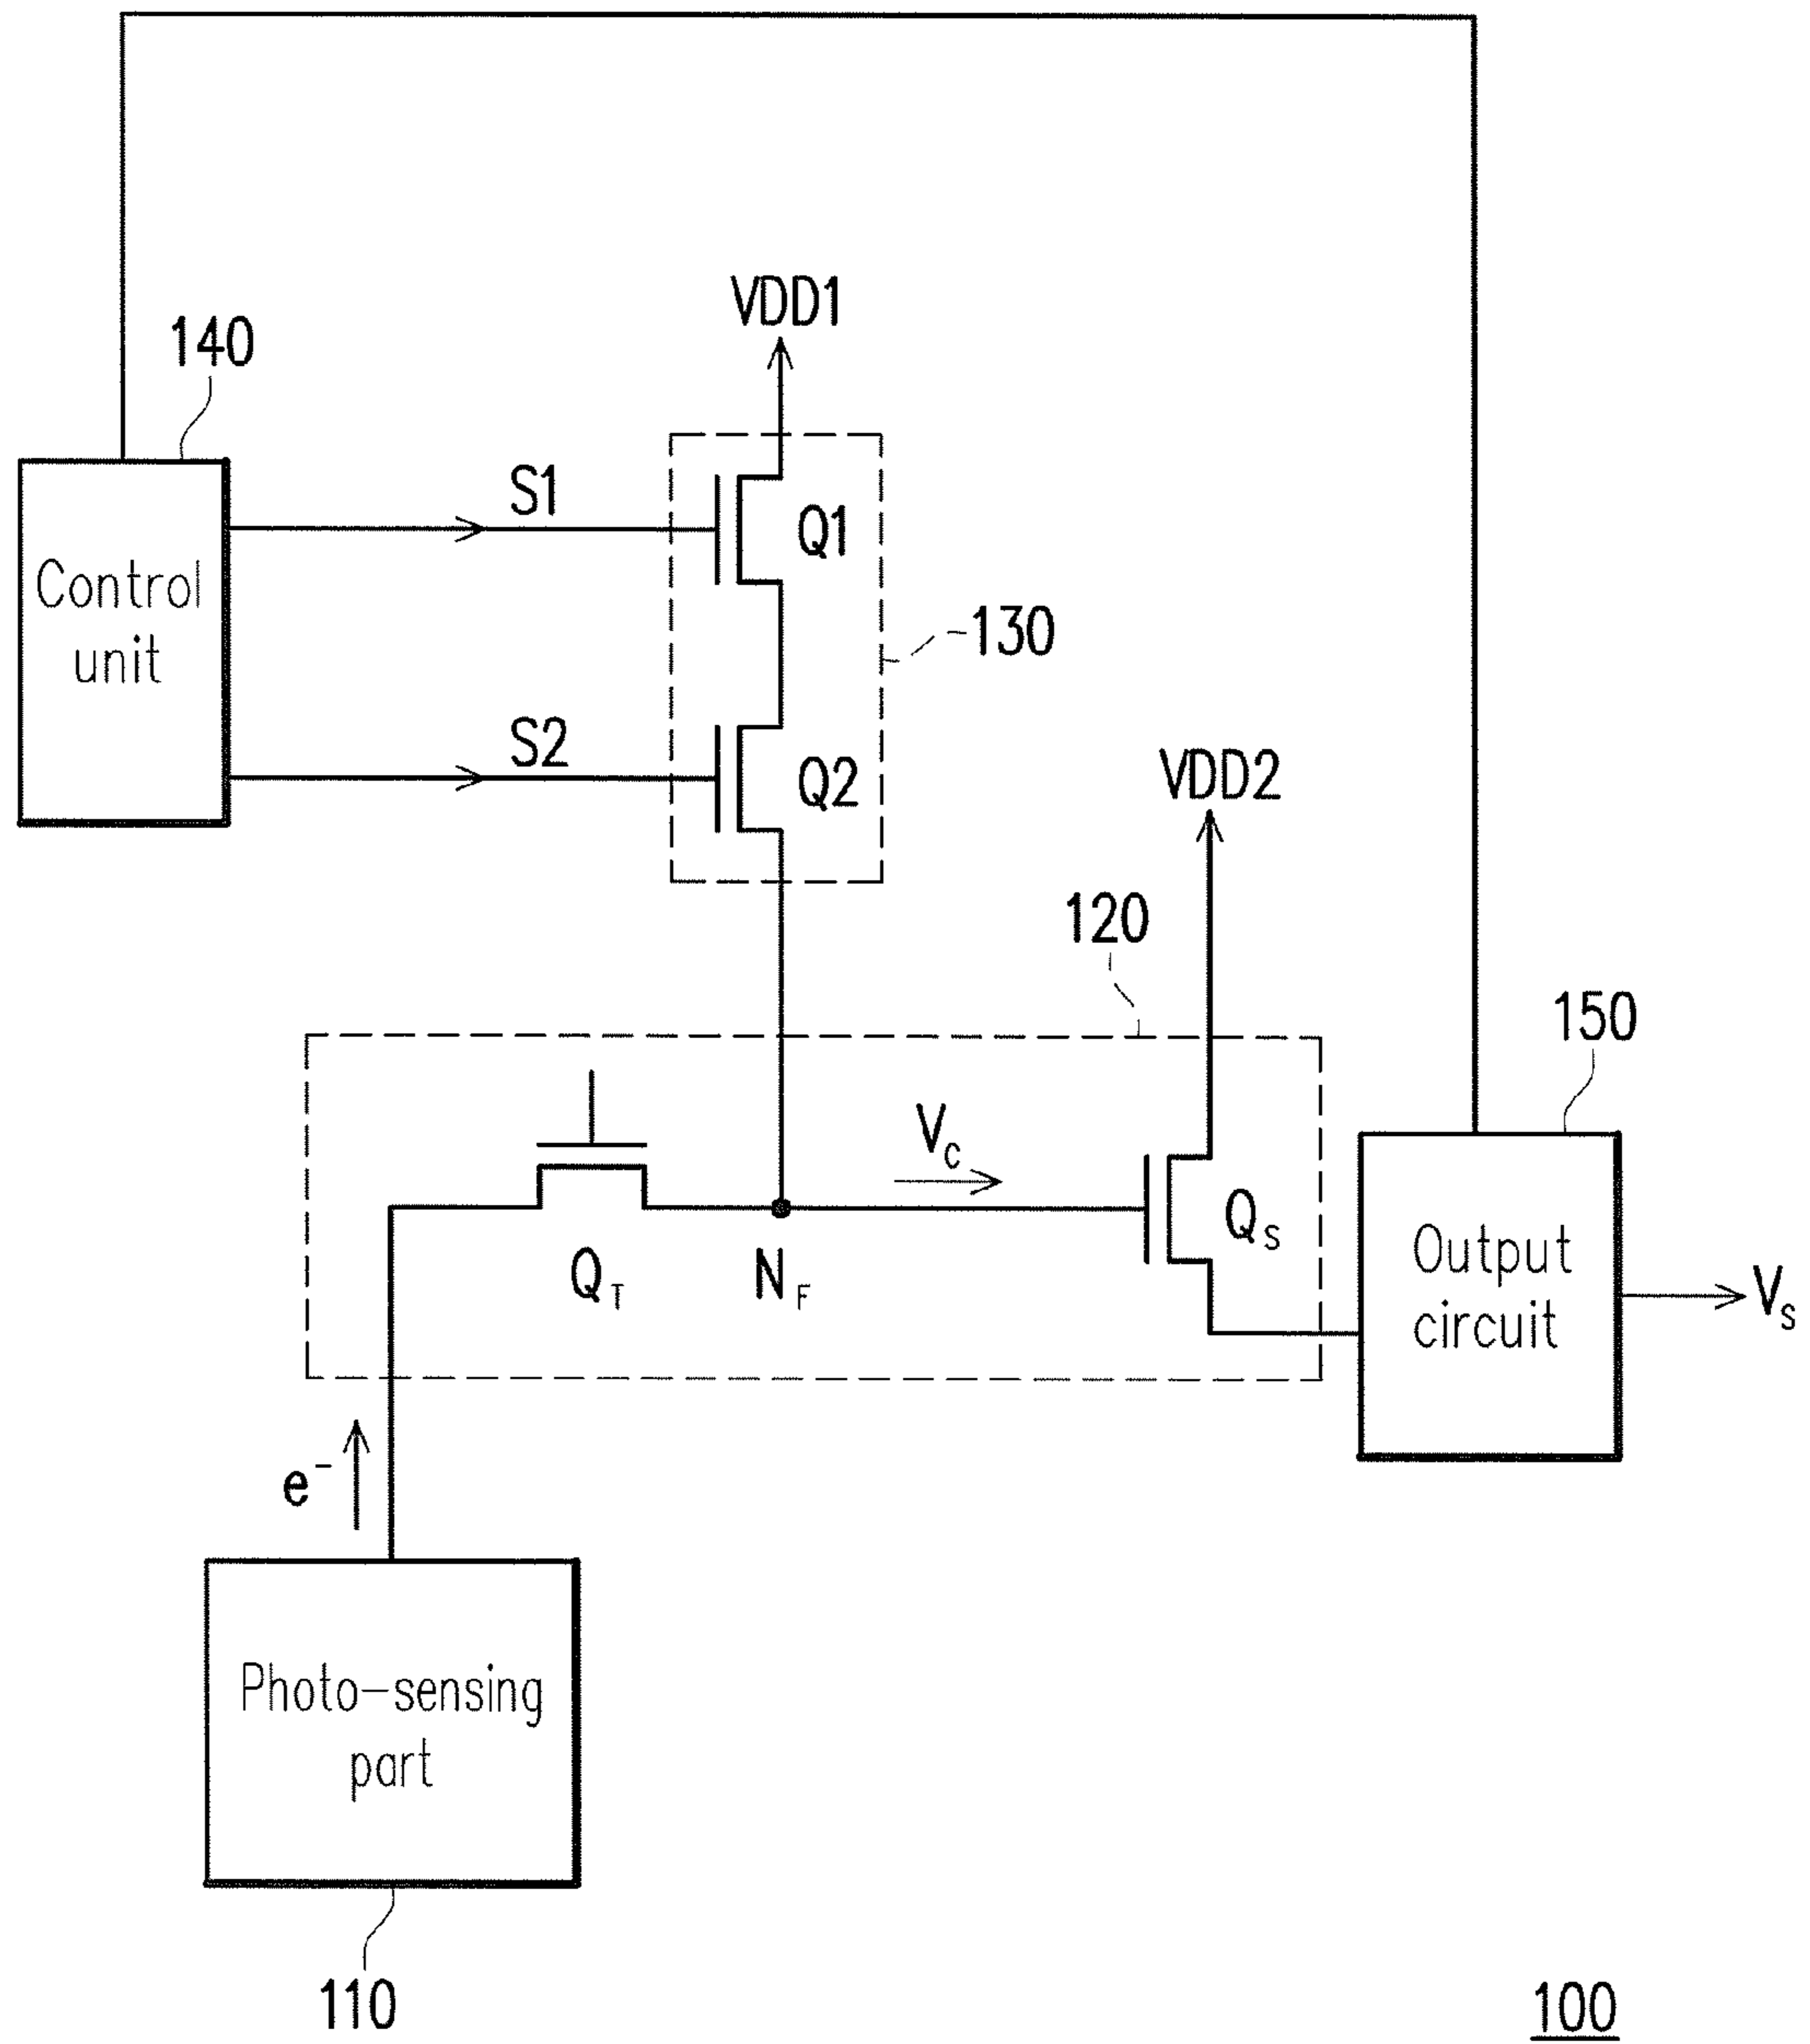 VDD1
140
S1
Q1
Control
unit
130
S2
Q2
VDD2
120
150
Vc
Qs
Output
circuit
QT
NF
Vs
e-
Photo-sensing
part
110
100